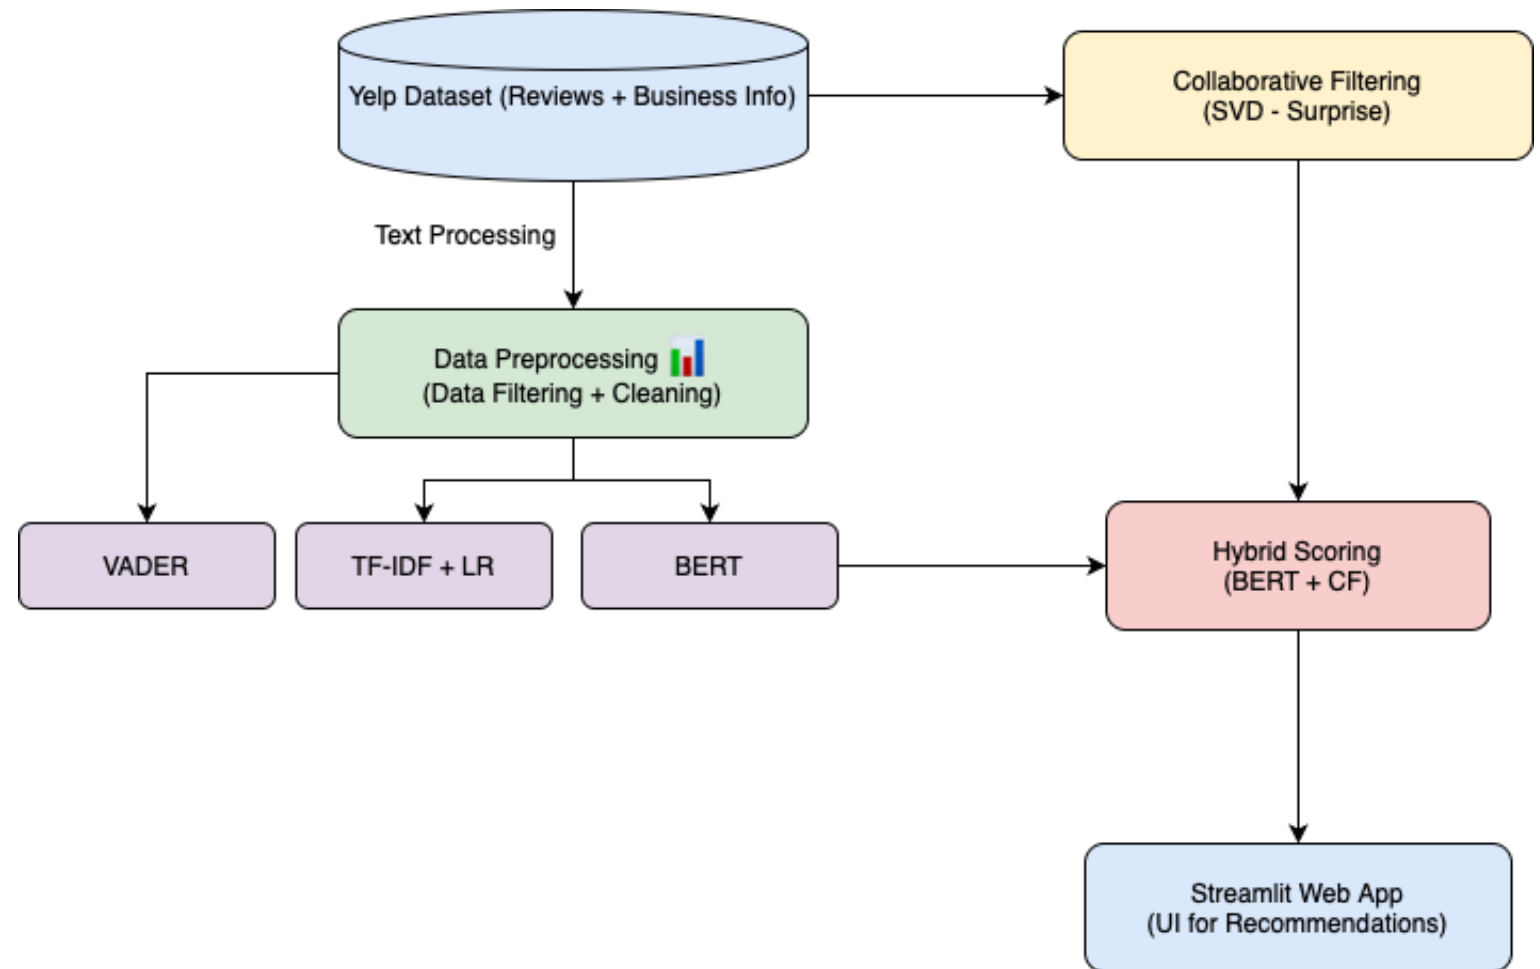 Yelp Dataset (Reviews + Business Info)
Collaborative Filtering
(SVD - Surprise)
Text Processing
Data Preprocessing 📊
(Data Filtering + Cleaning)
VADER
TF-IDF + LR
BERT
Hybrid Scoring
(BERT + CF)
Streamlit Web App
(UI for Recommendations)